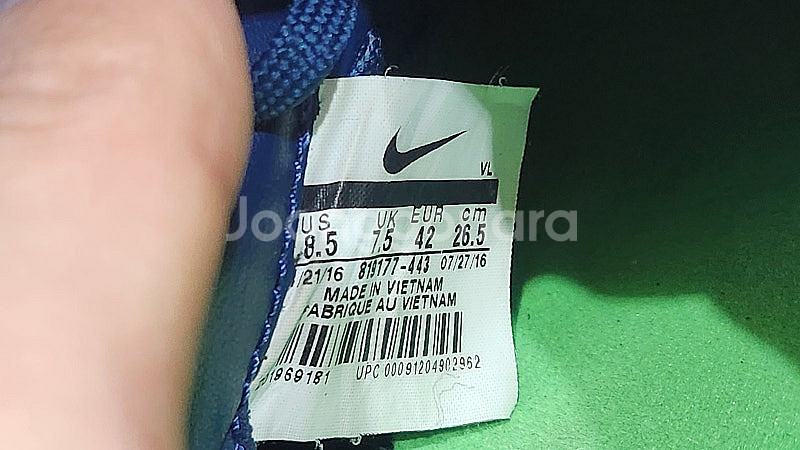 VL
US UK EUR cm
8.5 7.5 42 26.5
/21/16 819177-443 07/27/16
MADE IN VIETNAM
FABRIQUE AU VIETNAM
1969181 UPC 00091204902962